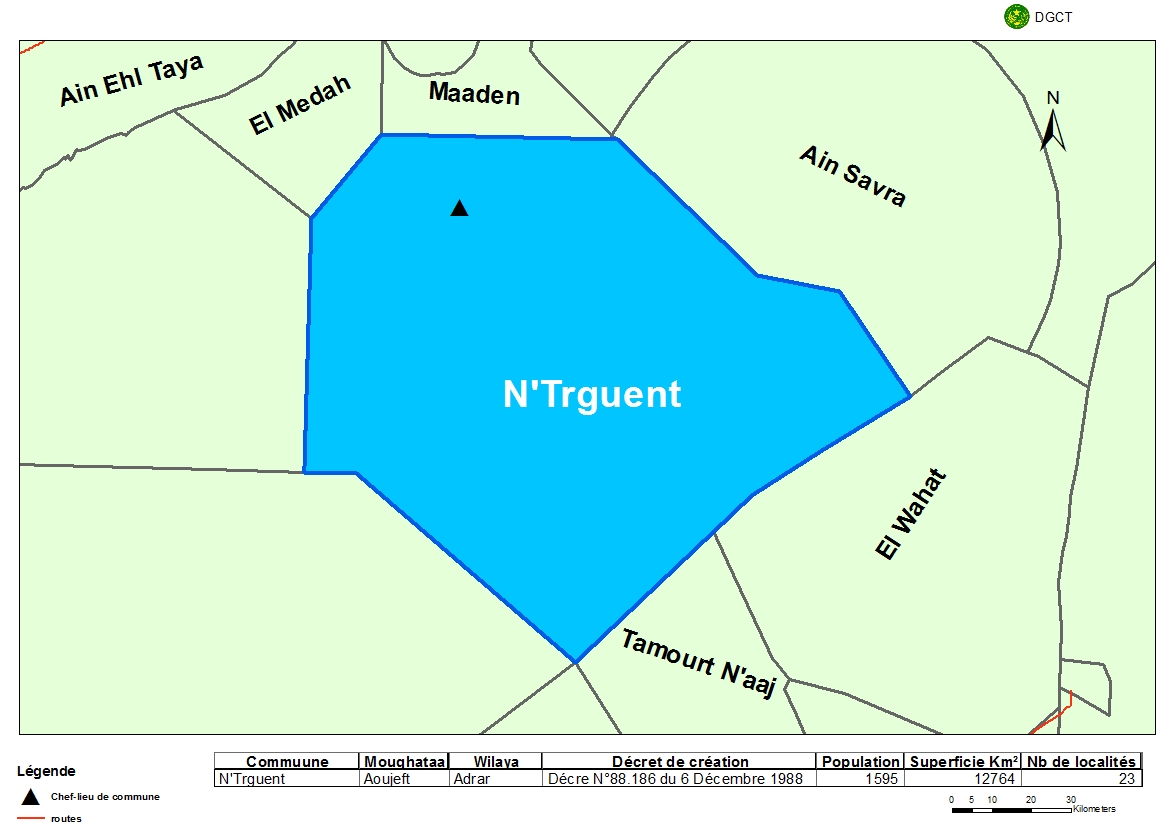 DGCT
Ain Ehl Taya
El Medah
Maaden
N
Ain Savra
N'Trguent
El Wahat
Tamourt N'aaj
Légende
Chef-lieu de commune
routes
Commuune Moughataa Wilaya Décret de création Population Superficie Km² Nb de localités
N'Trguent Aoujeft Adrar Décre N°88.186 du 6 Décembre 1988 1595 12764 23
0 5 10 20 30
Kilometers